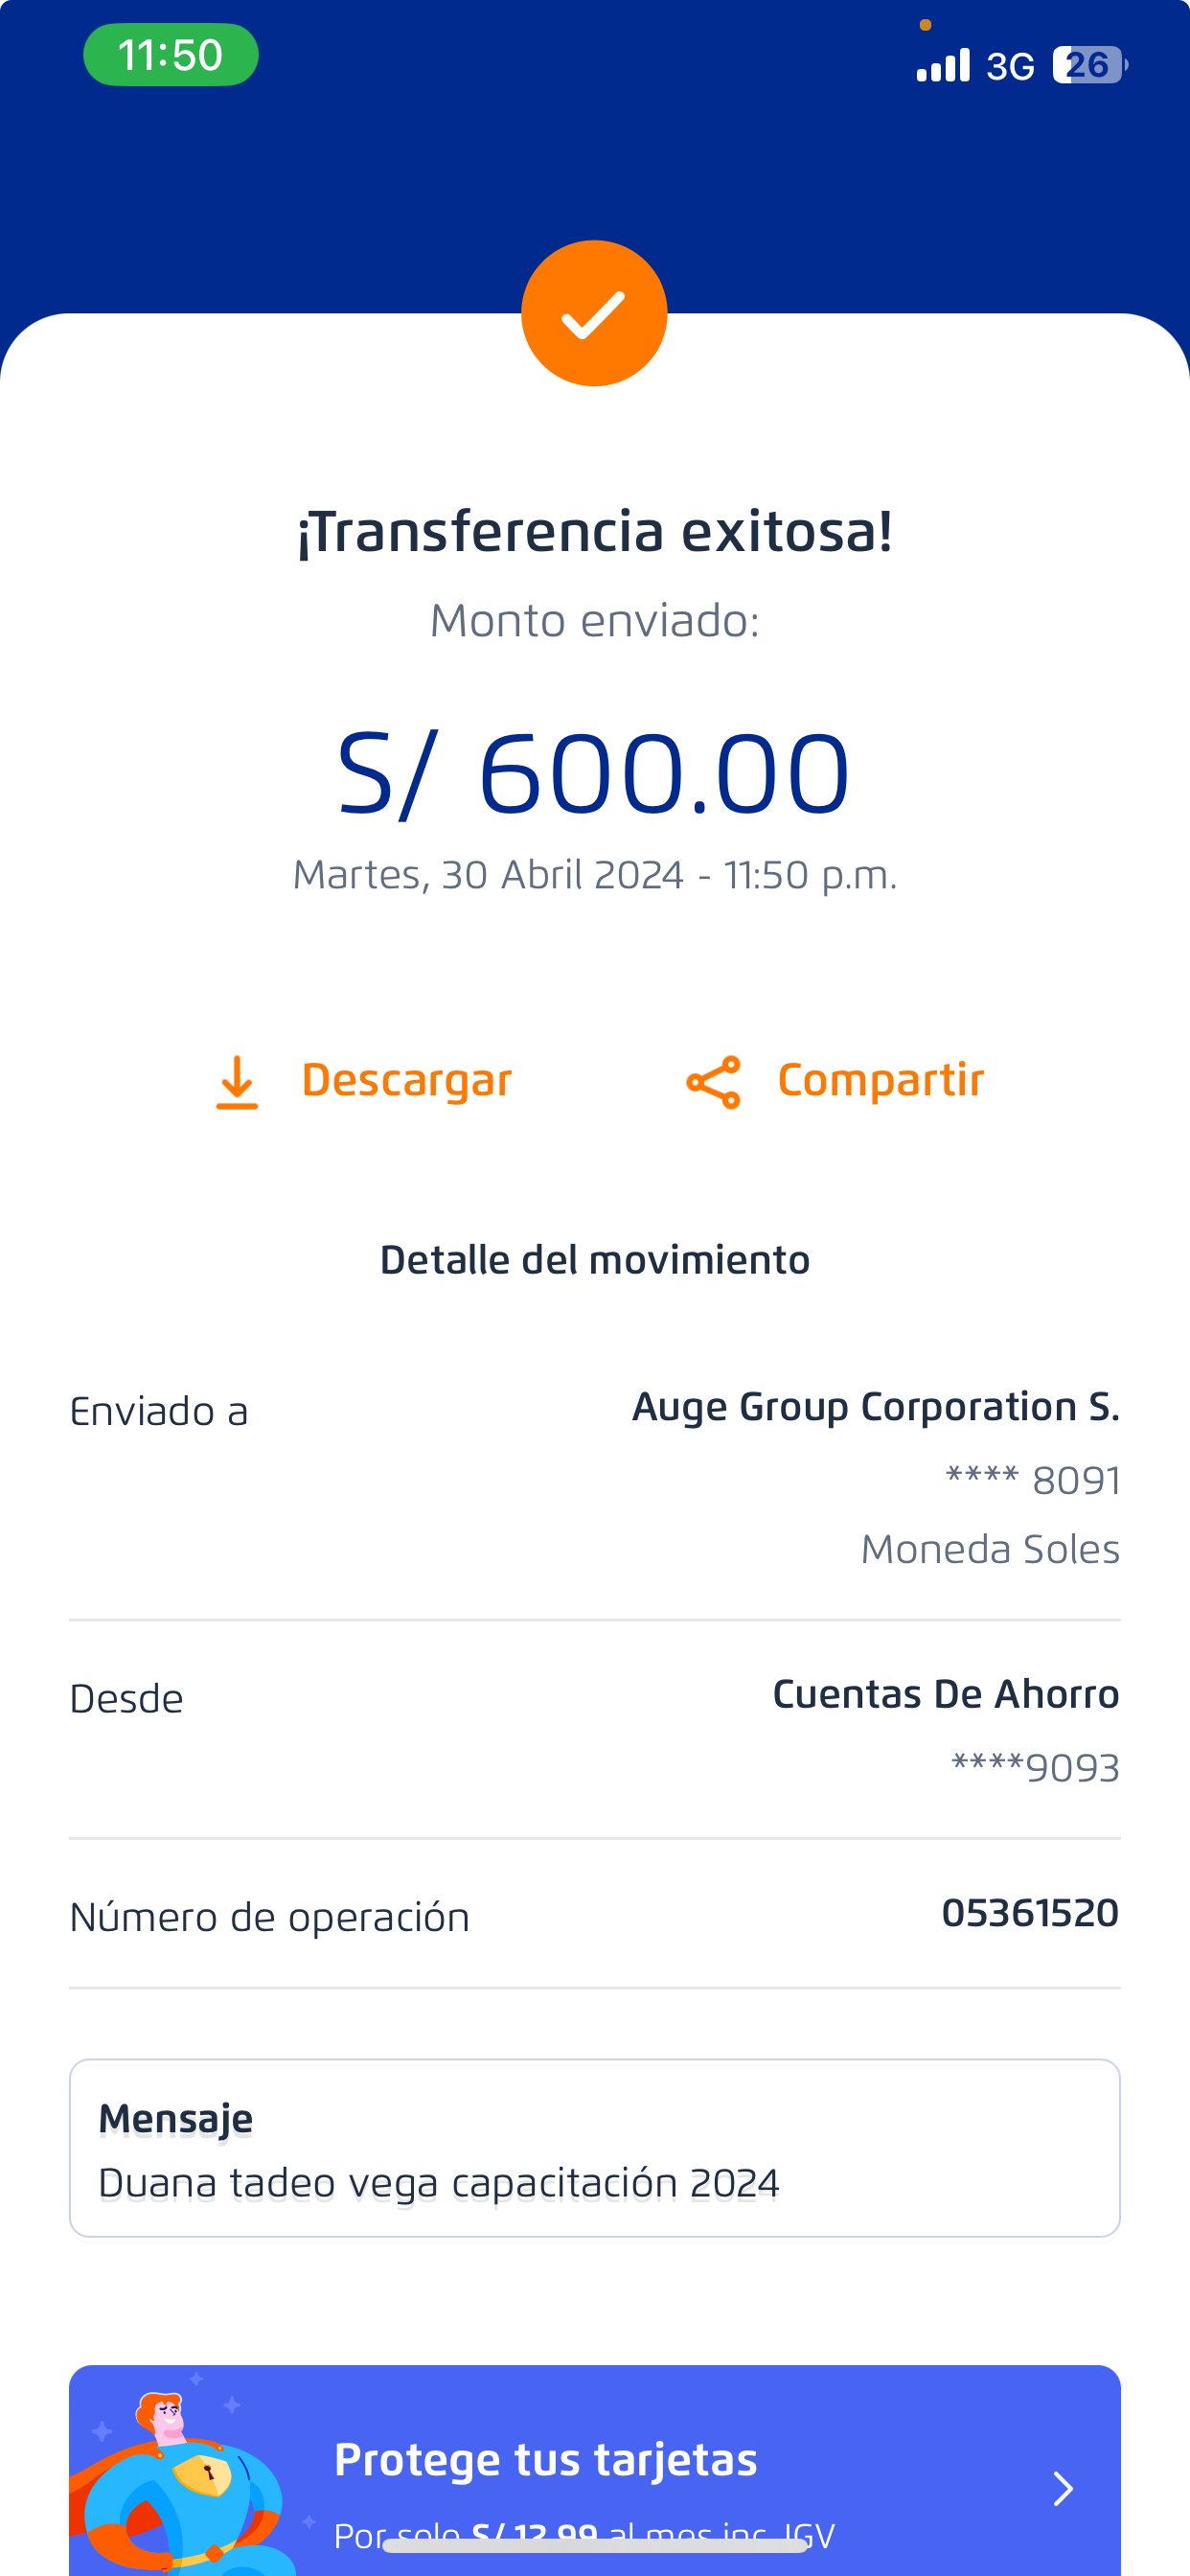 11:50
3G 26
¡Transferencia exitosa!
Monto enviado:
S/ 600.00
Martes, 30 Abril 2024 - 11:50 p.m.
Descargar Compartir
Detalle del movimiento
Enviado a Auge Group Corporation S.
**** 8091
Moneda Soles
Desde Cuentas De Ahorro
****9093
Número de operación 05361520
Mensaje
Duana tadeo vega capacitación 2024
Protege tus tarjetas
Por solo S/ 12.99 al mes inc. IGV